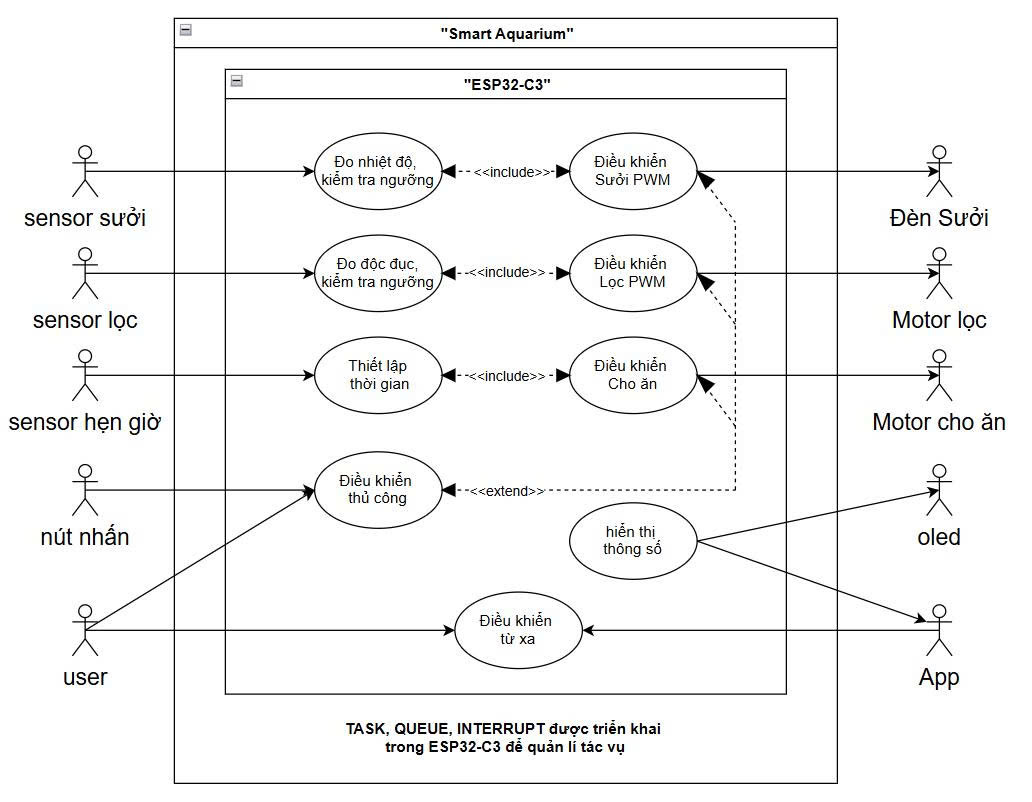 "Smart Aquarium"
"ESP32-C3"
Đo nhiệt độ,
kiểm tra ngưỡng
<<include>>
Điều khiển
Sưởi PWM
sensor sưởi
Đèn Sưởi
Đo độc đục,
kiểm tra ngưỡng
<<include>>
Điều khiển
Lọc PWM
sensor lọc
Motor lọc
Thiết lập
thời gian
<<include>>
Điều khiển
Cho ăn
sensor hẹn giờ
Motor cho ăn
Điều khiển
thủ công
<<extend>>
nút nhấn
hiển thị
thông số
oled
Điều khiển
từ xa
user
App
TASK, QUEUE, INTERRUPT được triển khai
trong ESP32-C3 để quản lí tác vụ